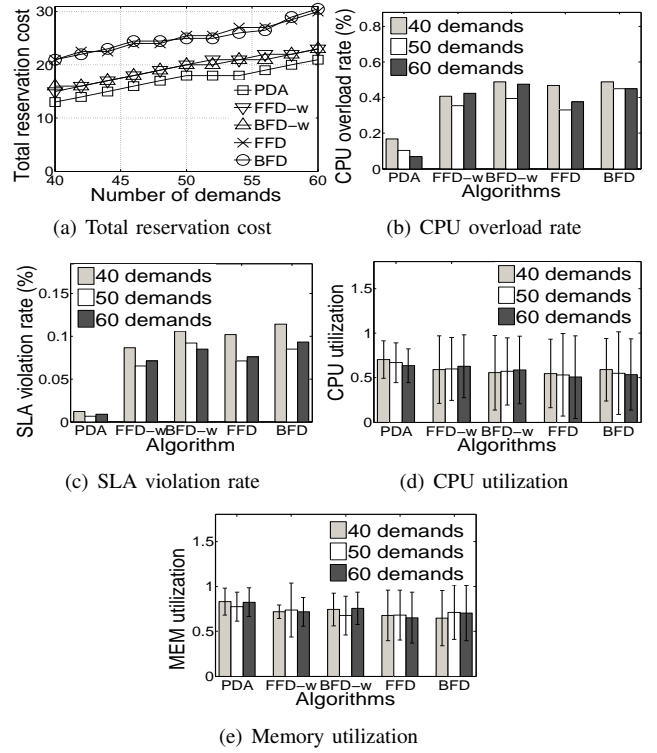 30
20
10
0
40
45
50
55
60
Total reservation cost
Number of demands
PDA
FFD-w
BFD-w
FFD
BFD
(a) Total reservation cost
0.8
0.6
0.4
0.2
0
CPU overload rate (%)
40 demands
50 demands
60 demands
PDA FFD-w BFD-w FFD BFD
Algorithms
(b) CPU overload rate
0.15
0.1
0.05
0
SLA violation rate (%)
40 demands
50 demands
60 demands
PDA FFD-w BFD-w FFD BFD
Algorithm
(c) SLA violation rate
1.5
1
0.5
0
CPU utilization
40 demands
50 demands
60 demands
PDA FFD-w BFD-w FFD BFD
Algorithms
(d) CPU utilization
1.5
1
0.5
0
MEM utilization
40 demands
50 demands
60 demands
PDA FFD-w BFD-w FFD BFD
Algorithms
(e) Memory utilization